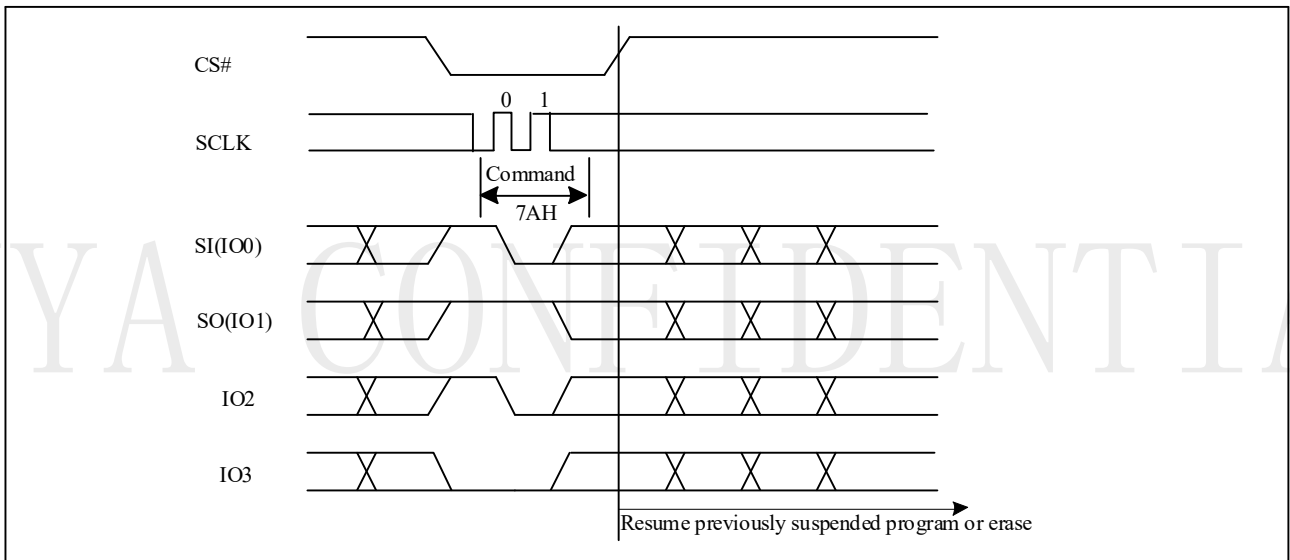 CS#
0 1
SCLK
Command
7AH
SI(IO0)
YA CONFIDENTIA
SO(IO1)
IO2
IO3
Resume previously suspended program or erase